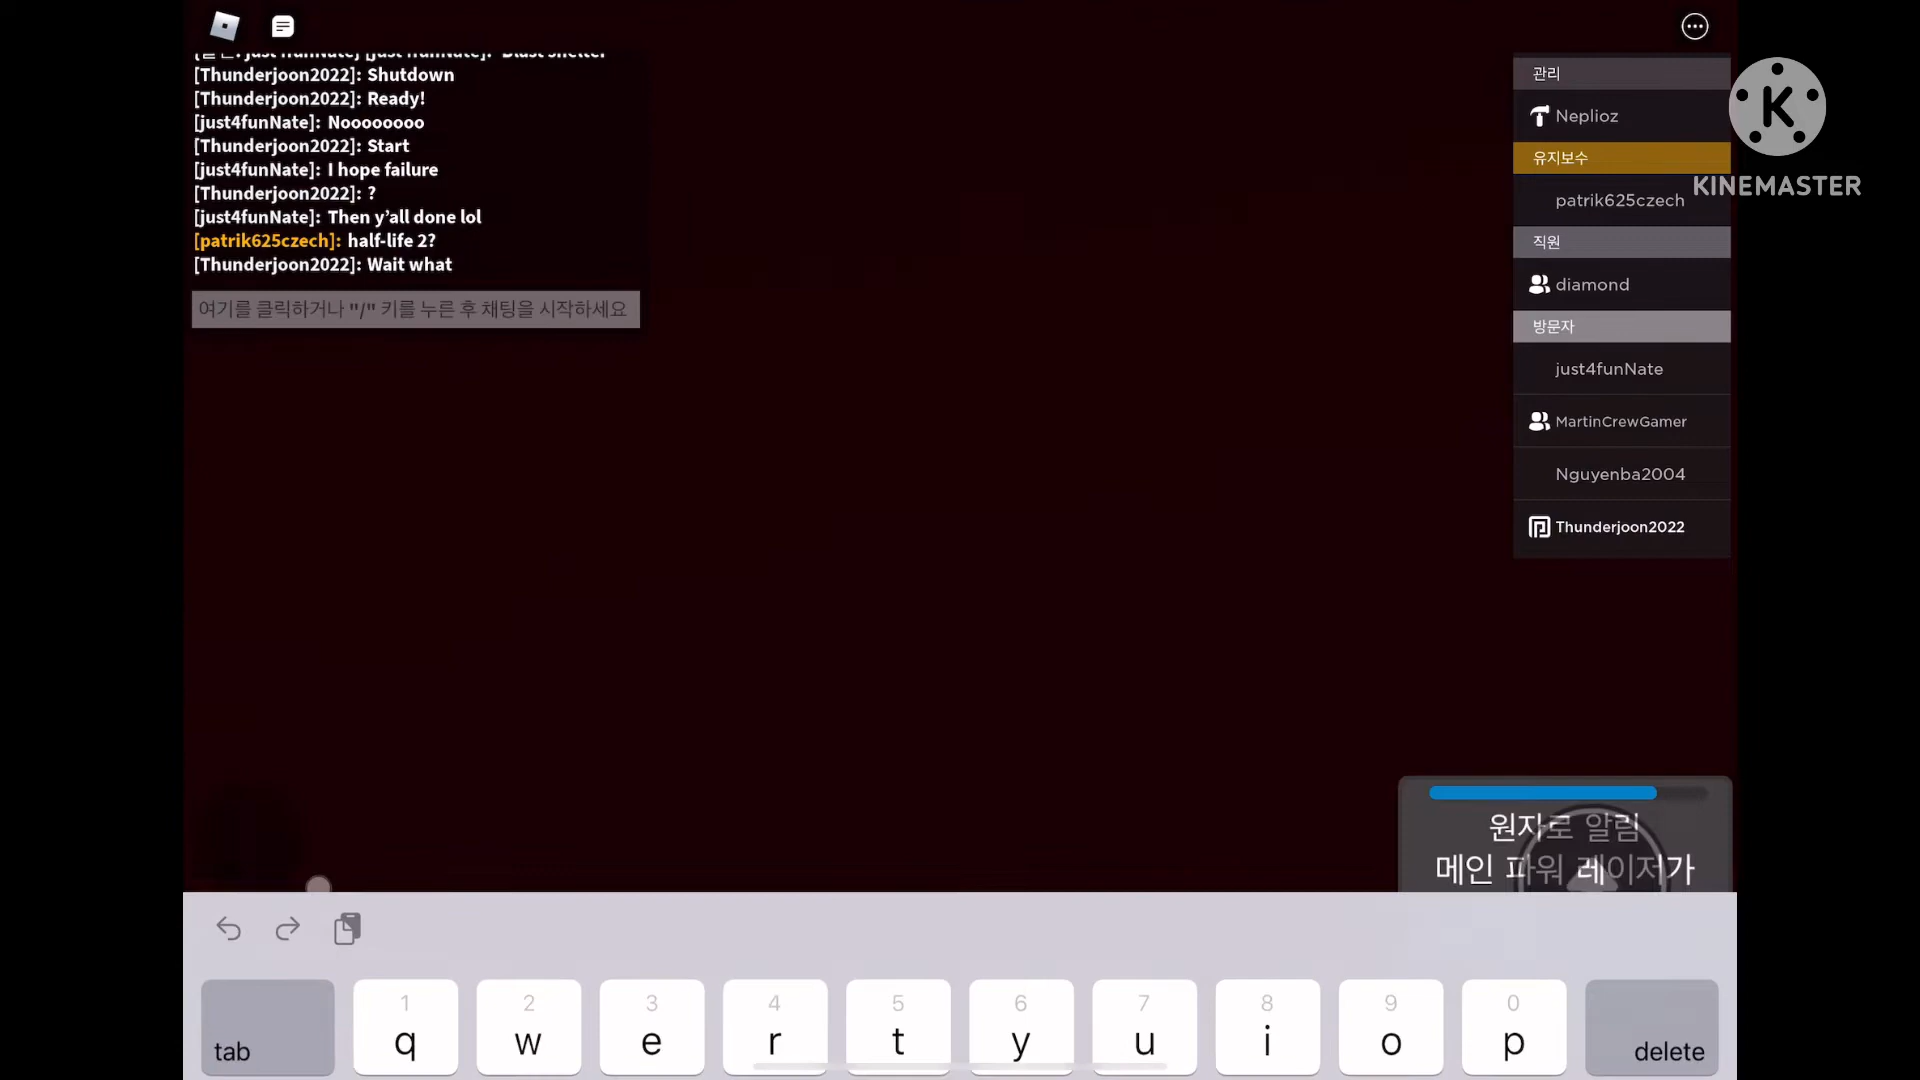 [Thunderjoon2022]: Shutdown
[Thunderjoon2022]: Ready!
[just4funNate]: Noooooooo
[Thunderjoon2022]: Start
[just4funNate]: I hope failure
[Thunderjoon2022]: ?
[just4funNate]: Then y’all done lol
[patrik625czech]: half-life 2?
[Thunderjoon2022]: Wait what
여기를 클릭하거나 "/" 키를 누른 후 채팅을 시작하세요
관리
Neplioz
유지보수
patrik625czech
직원
diamond
방문자
just4funNate
MartinCrewGamer
Nguyenba2004
Thunderjoon2022
K
KINEMASTER
원자로 알림
메인 파워 레이저가
1 2 3 4 5 6 7 8 9 0
tab q w e r t y u i o p delete